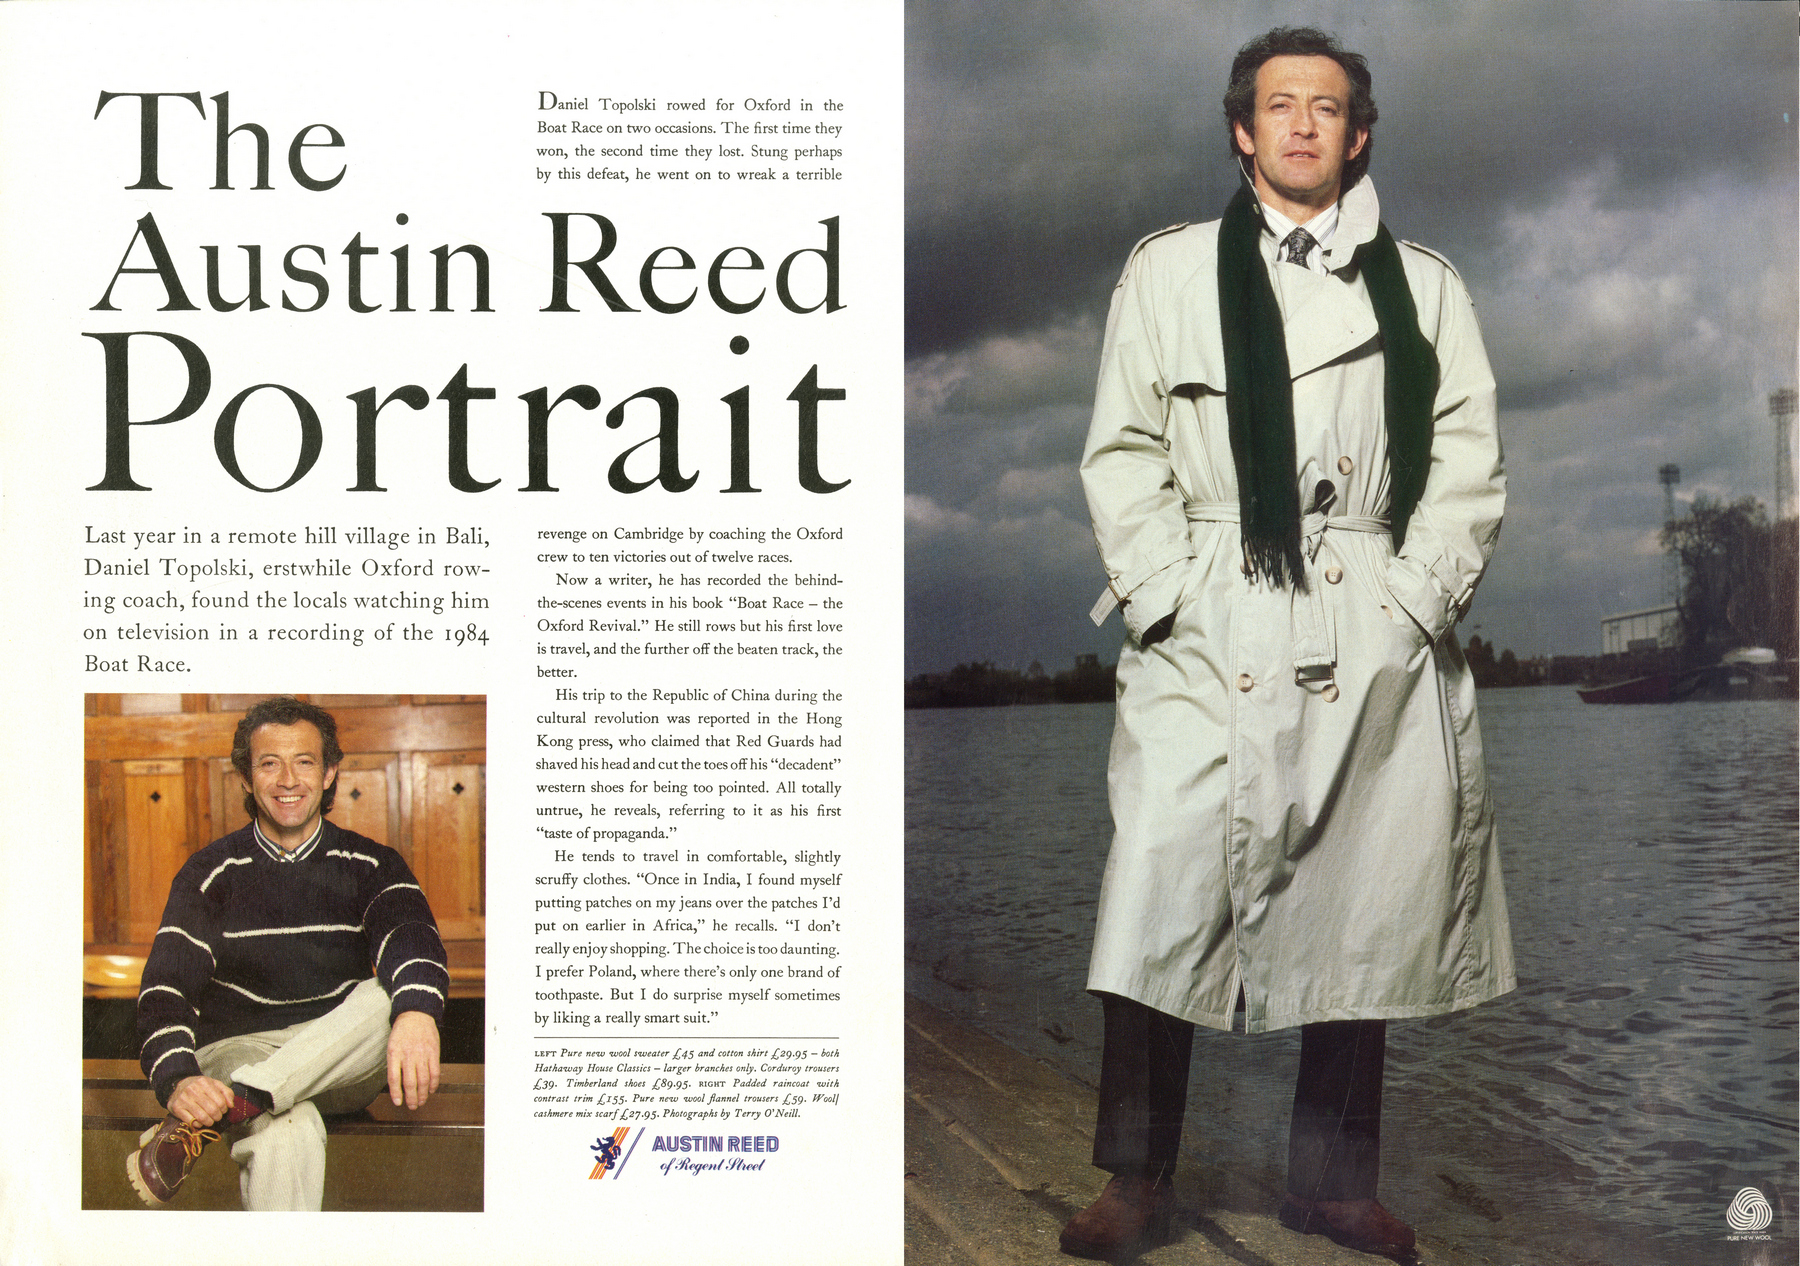 The
Austin Reed
Portrait
Last year in a remote hill village in Bali,
Daniel Topolski, erstwhile Oxford row-
ing coach, found the locals watching him
on television in a recording of the 1984
Boat Race.
Daniel Topolski rowed for Oxford in the
Boat Race on two occasions. The first time they
won, the second time they lost. Stung perhaps
by this defeat, he went on to wreak a terrible
revenge on Cambridge by coaching the Oxford
crew to ten victories out of twelve races.
Now a writer, he has recorded the behind-
the-scenes events in his book “Boat Race – the
Oxford Revival.” He still rows but his first love
is travel, and the further off the beaten track, the
better.
His trip to the Republic of China during the
cultural revolution was reported in the Hong
Kong press, who claimed that Red Guards had
shaved his head and cut the toes off his “decadent”
western shoes for being too pointed. All totally
untrue, he reveals, referring to it as his first
“taste of propaganda.”
He tends to travel in comfortable, slightly
scruffy clothes. “Once in India, I found myself
putting patches on my jeans over the patches I’d
put on earlier in Africa,” he recalls. “I don’t
really enjoy shopping. The choice is too daunting.
I prefer Poland, where there’s only one brand of
toothpaste. But I do surprise myself sometimes
by liking a really smart suit.”
LEFT Pure new wool sweater £45 and cotton shirt £29.95 – both
Hathaway House Classics – larger branches only. Corduroy trousers
£39. Timberland shoes £89.95. RIGHT Padded raincoat with
contrast trim £155. Pure new wool flannel trousers £59. Wool/
cashmere mix scarf £27.95. Photographs by Terry O’Neill.
AUSTIN REED
of Regent Street
PURE NEW WOOL